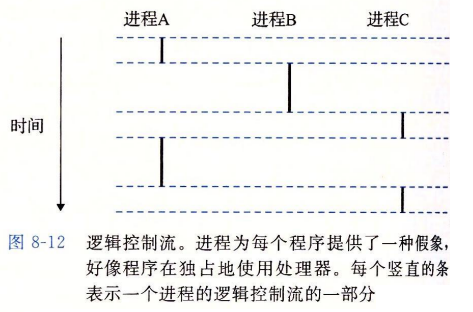 进程A 进程B 进程C
时间
图 8-12 逻辑控制流。进程为每个程序提供了一种假象,
好像程序在独占地使用处理器。每个竖直的条
表示一个进程的逻辑控制流的一部分